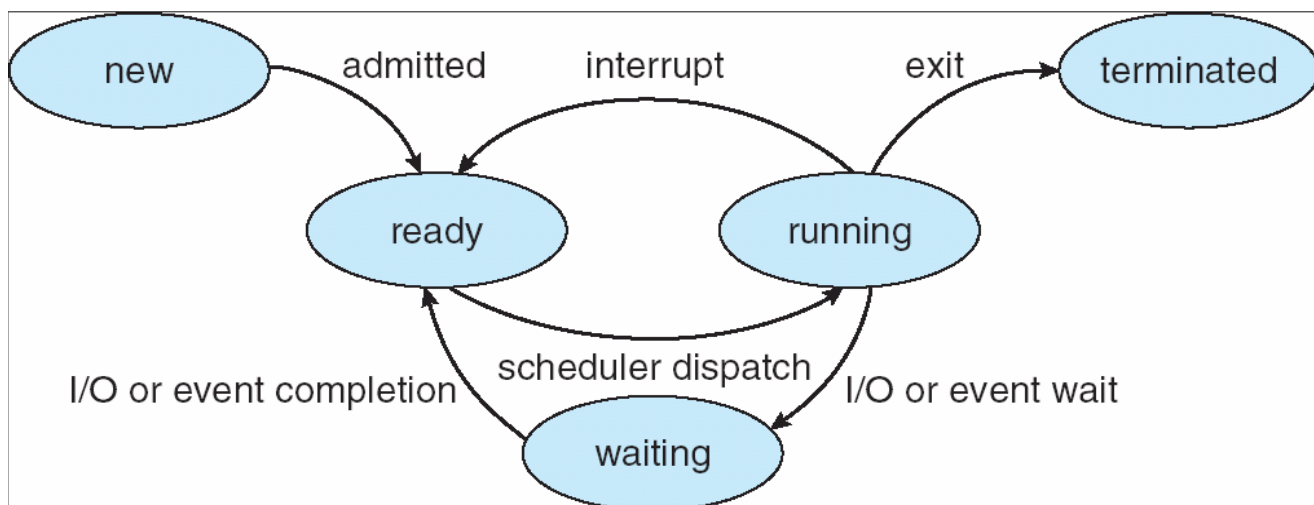 new
admitted
interrupt
exit
terminated
ready
running
scheduler dispatch
I/O or event completion
I/O or event wait
waiting